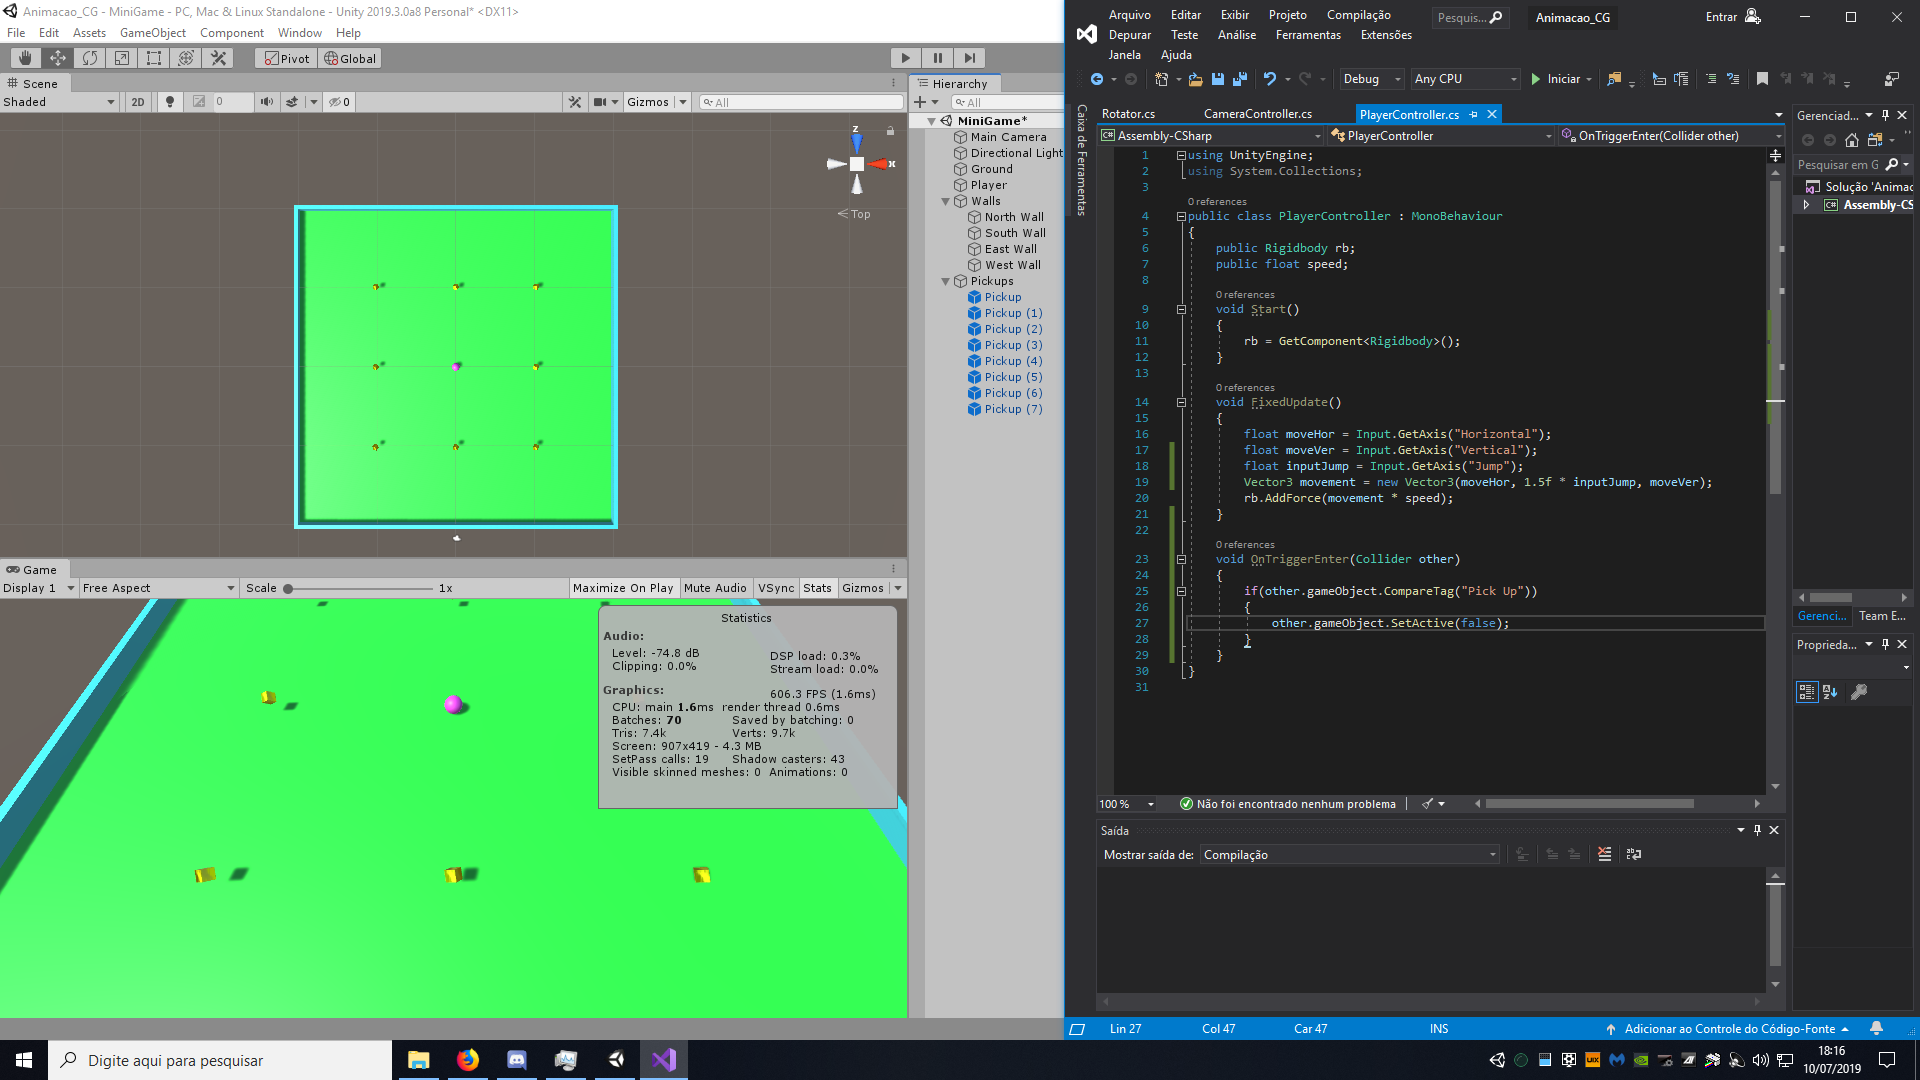 Animacao_CG - MiniGame - PC, Mac & Linux Standalone - Unity 2019.3.0a8 Personal* <DX11>
File Edit Assets GameObject Component Window Help
Pivot Global
Scene
Shaded 2D 0 0 Gizmos All
z
x
Top
Game
Display 1 Free Aspect Scale 1x Maximize On Play Mute Audio VSync Stats Gizmos
Statistics
Audio:
Level: -74.8 dB DSP load: 0.3%
Clipping: 0.0% Stream load: 0.0%
Graphics: 606.3 FPS (1.6ms)
CPU: main 1.6ms render thread 0.6ms
Batches: 70 Saved by batching: 0
Tris: 7.4k Verts: 9.7k
Screen: 907x419 - 4.3 MB
SetPass calls: 19 Shadow casters: 43
Visible skinned meshes: 0 Animations: 0
Hierarchy
All
MiniGame*
Main Camera
Directional Light
Ground
Player
Walls
North Wall
South Wall
East Wall
West Wall
Pickups
Pickup
Pickup (1)
Pickup (2)
Pickup (3)
Pickup (4)
Pickup (5)
Pickup (6)
Pickup (7)
Arquivo Editar Exibir Projeto Compilação Pesquis... Animacao_CG Entrar
Depurar Teste Análise Ferramentas Extensões
Janela Ajuda
Debug Any CPU Iniciar
Caixa de Ferramentas
Rotator.cs CameraController.cs PlayerController.cs
Assembly-CSharp PlayerController OnTriggerEnter(Collider other)
1 using UnityEngine;
2 using System.Collections;
3
0 references
4 public class PlayerController : MonoBehaviour
5 {
6 public Rigidbody rb;
7 public float speed;
8
0 references
9 void Start()
10 {
11 rb = GetComponent<Rigidbody>();
12 }
13
0 references
14 void FixedUpdate()
15 {
16 float moveHor = Input.GetAxis("Horizontal");
17 float moveVer = Input.GetAxis("Vertical");
18 float inputJump = Input.GetAxis("Jump");
19 Vector3 movement = new Vector3(moveHor, 1.5f * inputJump, moveVer);
20 rb.AddForce(movement * speed);
21 }
22
0 references
23 void OnTriggerEnter(Collider other)
24 {
25 if(other.gameObject.CompareTag("Pick Up"))
26 {
27 other.gameObject.SetActive(false);
28 }
29 }
30 }
31
100 % Não foi encontrado nenhum problema
Saída
Mostrar saída de: Compilação
Gerenciad...
Pesquisar em G
Solução 'Animac
Assembly-CS
Gerenci... Team E...
Proprieda...
Lin 27 Col 47 Car 47 INS Adicionar ao Controle do Código-Fonte
Digite aqui para pesquisar
18:16
10/07/2019